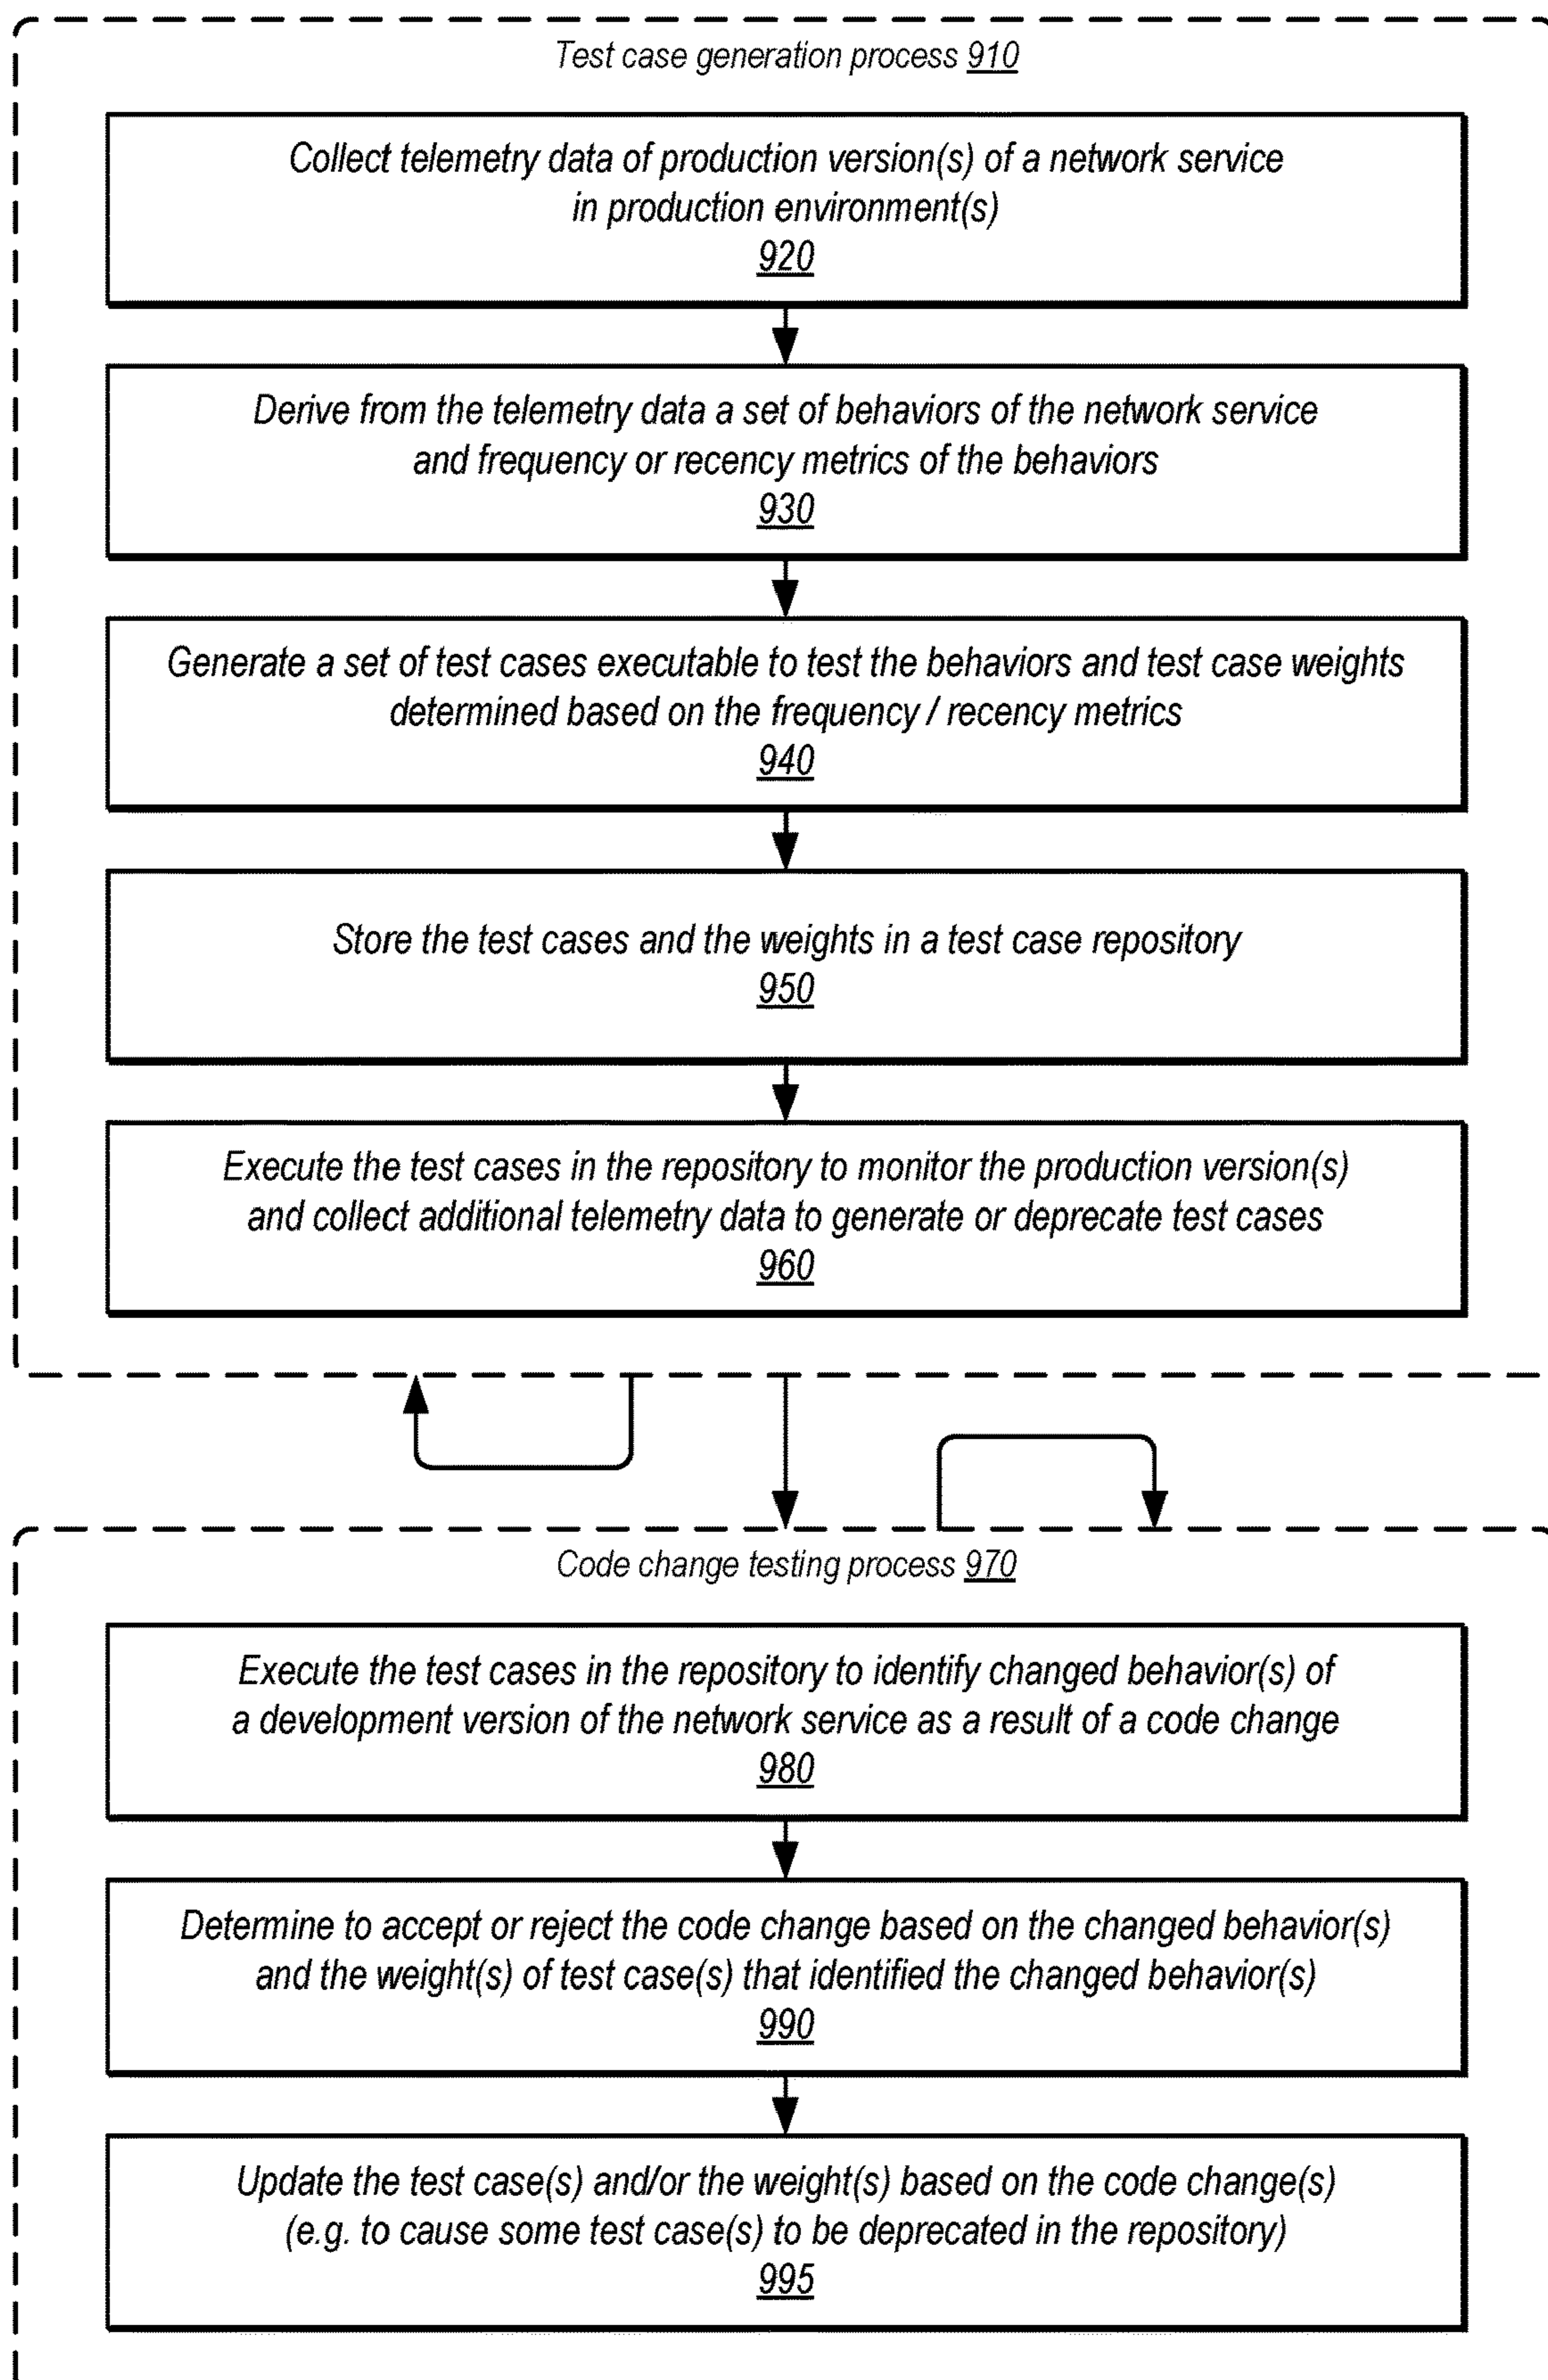 Test case generation process 910
Collect telemetry data of production version(s) of a network service
in production environment(s)
920
Derive from the telemetry data a set of behaviors of the network service
and frequency or recency metrics of the behaviors
930
Generate a set of test cases executable to test the behaviors and test case weights
determined based on the frequency / recency metrics
940
Store the test cases and the weights in a test case repository
950
Execute the test cases in the repository to monitor the production version(s)
and collect additional telemetry data to generate or deprecate test cases
960
Code change testing process 970
Execute the test cases in the repository to identify changed behavior(s) of
a development version of the network service as a result of a code change
980
Determine to accept or reject the code change based on the changed behavior(s)
and the weight(s) of test case(s) that identified the changed behavior(s)
990
Update the test case(s) and/or the weight(s) based on the code change(s)
(e.g. to cause some test case(s) to be deprecated in the repository)
995